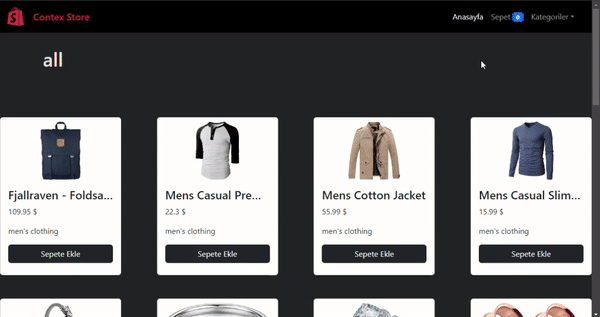 Contex Store
Anasayfa Sepet 0 Kategoriler
all
Fjallraven - Foldsa...
109.95 $
men's clothing
Sepete Ekle
Mens Casual Pre...
22.3 $
men's clothing
Sepete Ekle
Mens Cotton Jacket
55.99 $
men's clothing
Sepete Ekle
Mens Casual Slim...
15.99 $
men's clothing
Sepete Ekle